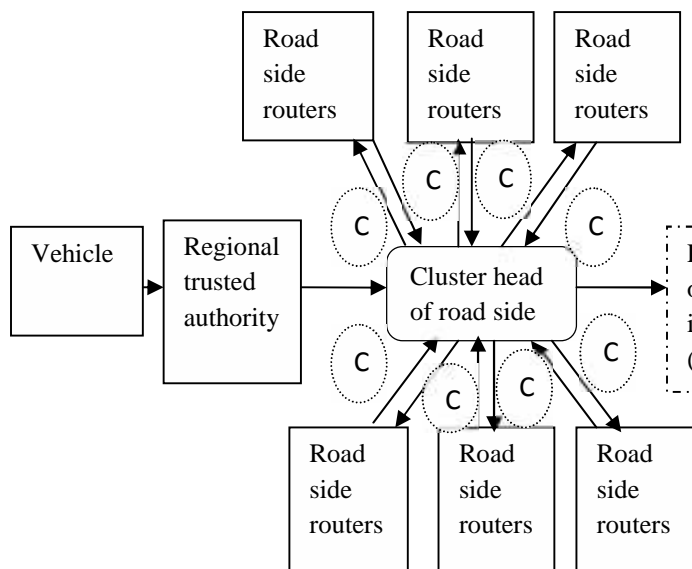 Road
side
routers
Road
side
routers
Road
side
routers
C
C
C
C
Vehicle
Regional
trusted
authority
Cluster head
of road side
C
C
C
C
Road
side
routers
Road
side
routers
Road
side
routers